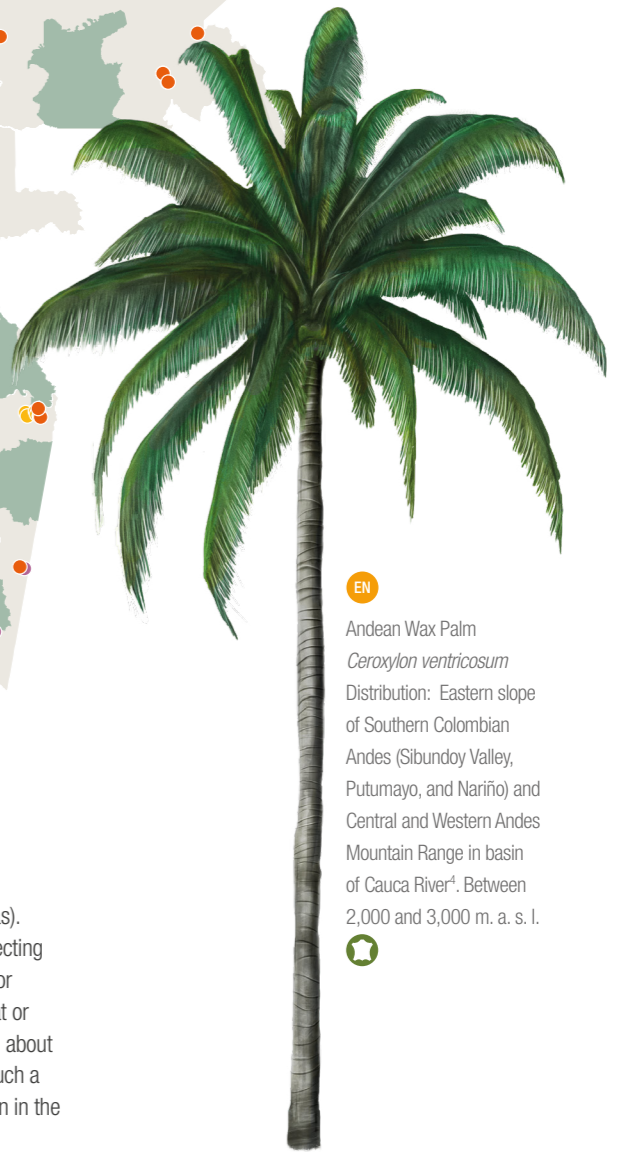 EN
Andean Wax Palm
Ceroxylon ventricosum
Distribution: Eastern slope
of Southern Colombian
Andes (Sibundoy Valley,
Putumayo, and Nariño) and
Central and Western Andes
Mountain Range in basin
of Cauca River⁴. Between
2,000 and 3,000 m. a. s. l.
s).
ecting
or
at or
about
uch a
n in the